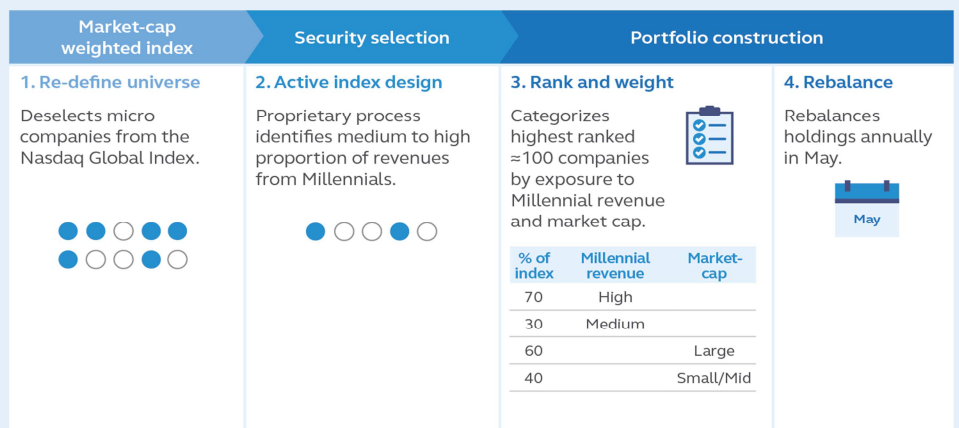 Market-cap
weighted index
Security selection
Portfolio construction
1. Re-define universe
Deselects micro
companies from the
Nasdaq Global Index.
2. Active index design
Proprietary process
identifies medium to high
proportion of revenues
from Millennials.
3. Rank and weight
Categorizes
highest ranked
≈100 companies
by exposure to
Millennial revenue
and market cap.
% of index Millennial revenue Market-cap
70 High
30 Medium
60 Large
40 Small/Mid
4. Rebalance
Rebalances
holdings annually
in May.
May